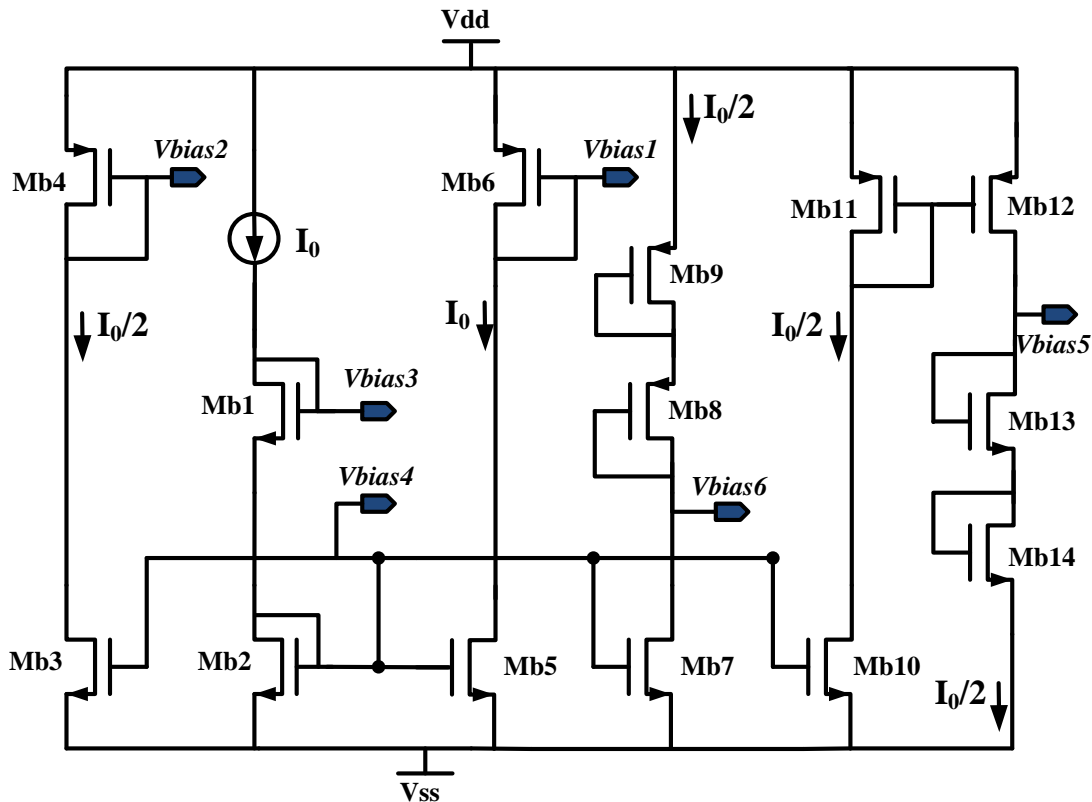 Vdd
I0/2
Vbias2
Vbias1
Mb4
Mb6
Mb11
Mb12
I0
Mb9
I0/2
I0
I0/2
Vbias5
Vbias3
Mb1
Mb8
Mb13
Vbias4
Vbias6
Mb14
Mb3
Mb2
Mb5
Mb7
Mb10
I0/2
Vss